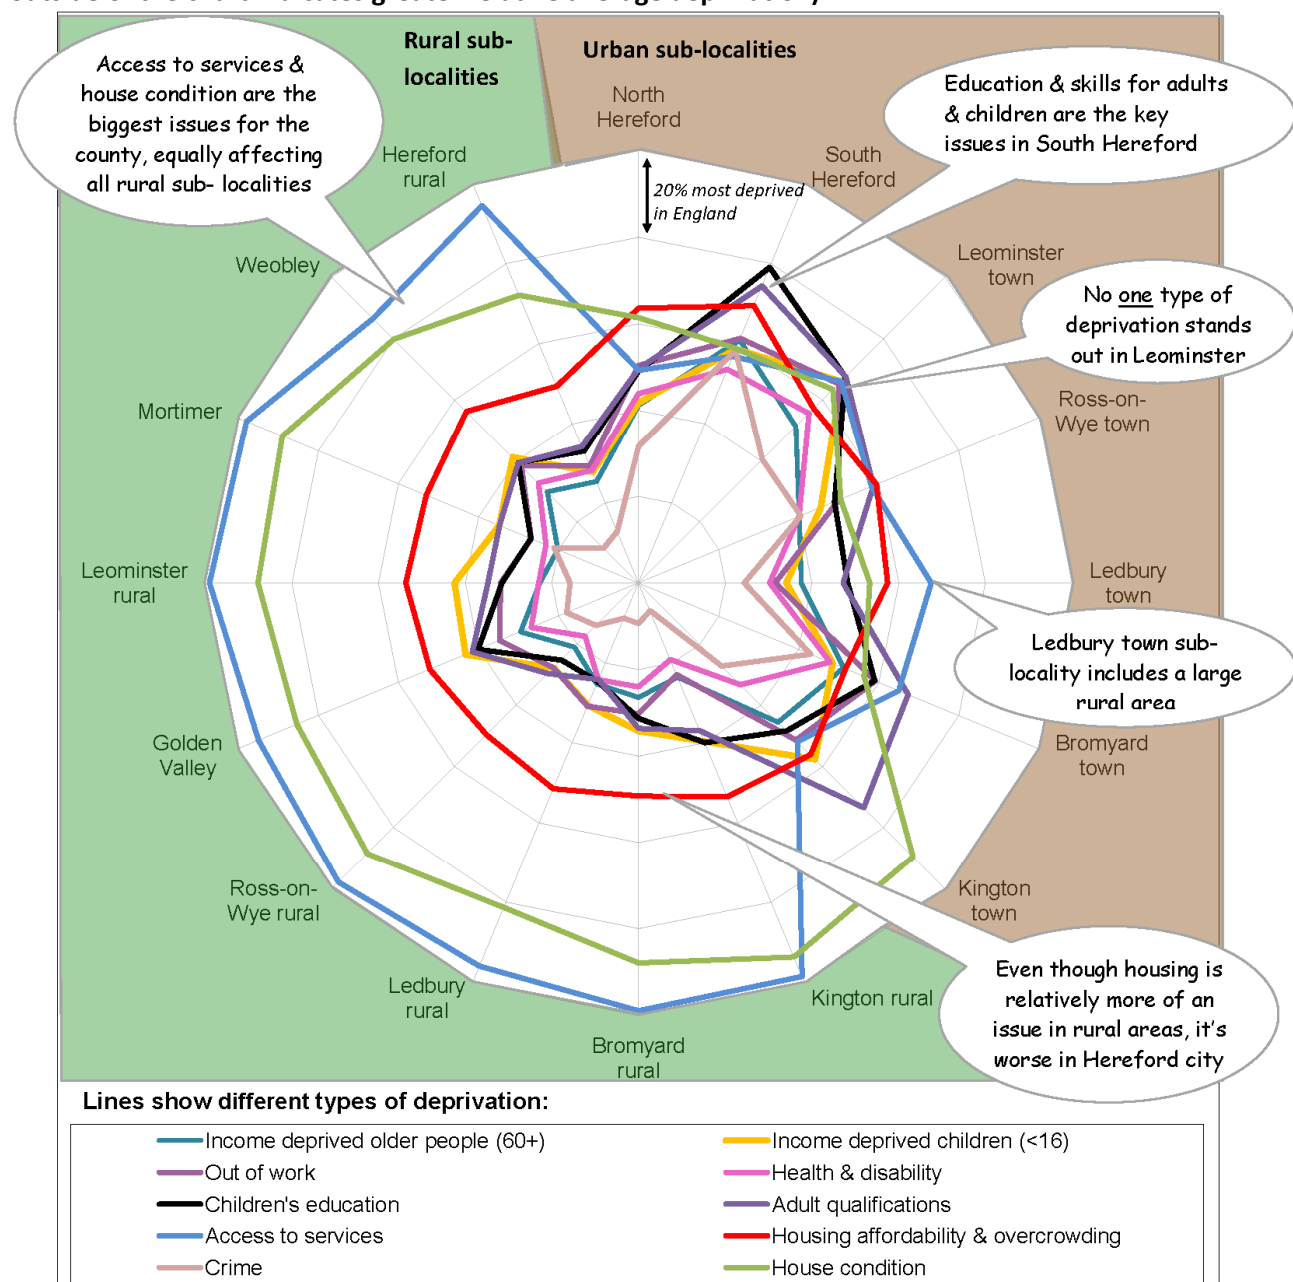 Rural sub-
localities
Urban sub-localities
Access to services &
house condition are the
biggest issues for the
county, equally affecting
all rural sub- localities
Education & skills for adults
& children are the key
issues in South Hereford
North
Hereford
South
Hereford
Hereford
rural
20% most deprived
in England
Weobley
Leominster
town
No one type of
deprivation stands
out in Leominster
Mortimer
Ross-on-
Wye town
Leominster
rural
Ledbury
town
Ledbury town sub-
locality includes a large
rural area
Golden
Valley
Bromyard
town
Ross-on-
Wye rural
Kington
town
Ledbury
rural
Kington rural
Even though housing is
relatively more of an
issue in rural areas, it's
worse in Hereford city
Bromyard
rural
Lines show different types of deprivation:
Income deprived older people (60+)
Income deprived children (<16)
Out of work
Health & disability
Children's education
Adult qualifications
Access to services
Housing affordability & overcrowding
Crime
House condition